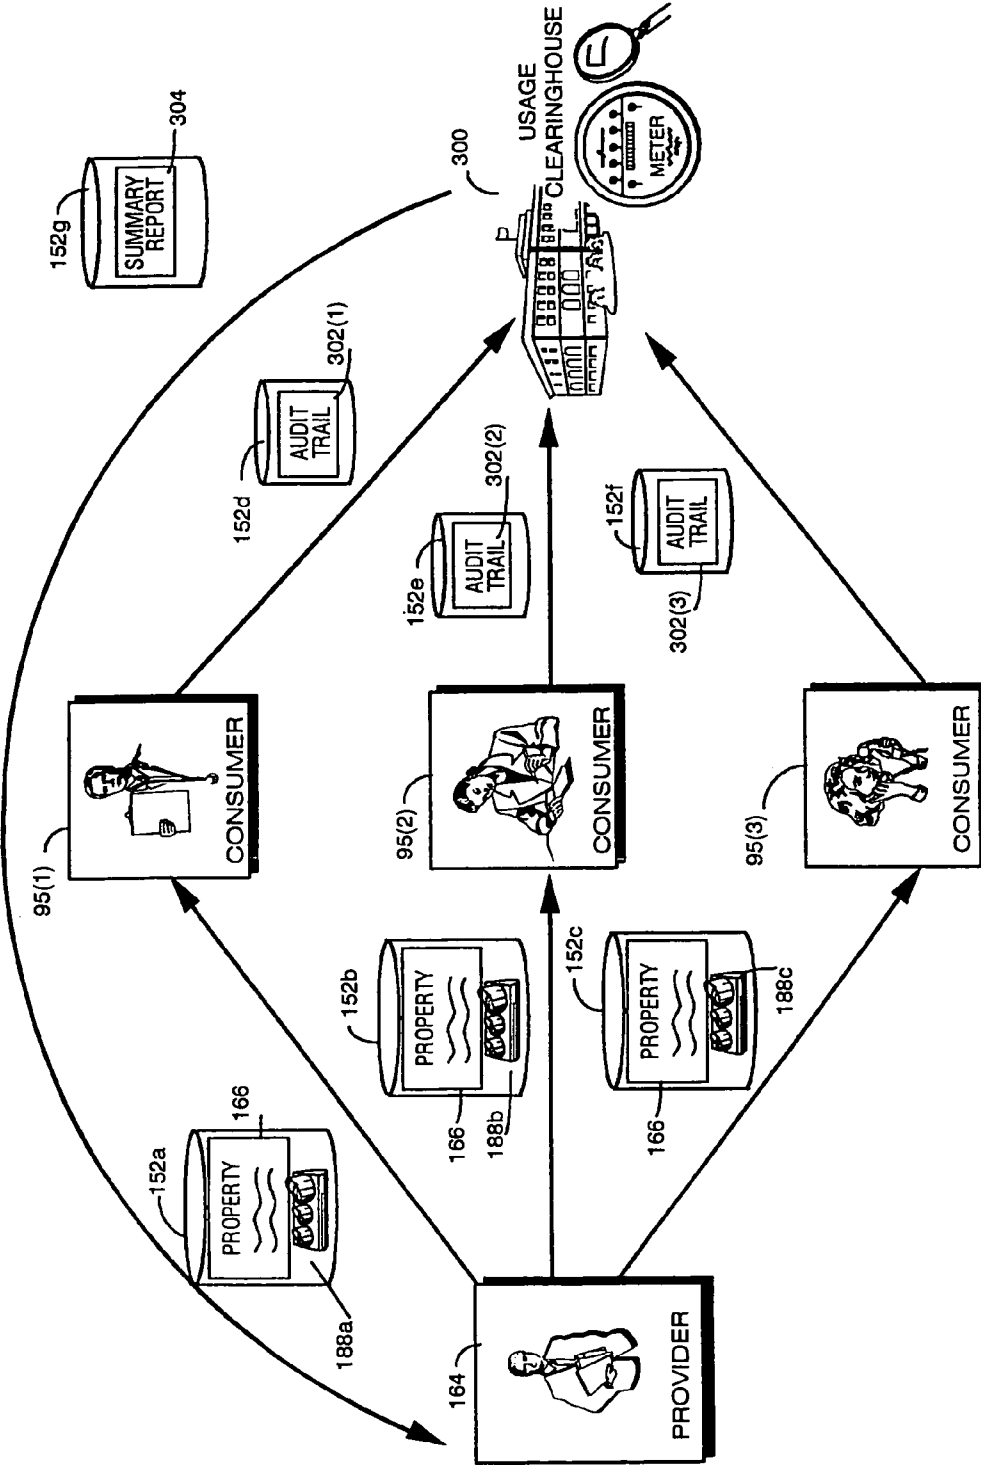 152g
SUMMARY
REPORT
304
300
USAGE
CLEARINGHOUSE
METER
152d
AUDIT
TRAIL
302(1)
152e
AUDIT
TRAIL
302(2)
152f
AUDIT
TRAIL
302(3)
95(1)
CONSUMER
95(2)
CONSUMER
95(3)
CONSUMER
152a
166
PROPERTY
188a
152b
PROPERTY
166
188b
152c
PROPERTY
166
188c
164
PROVIDER